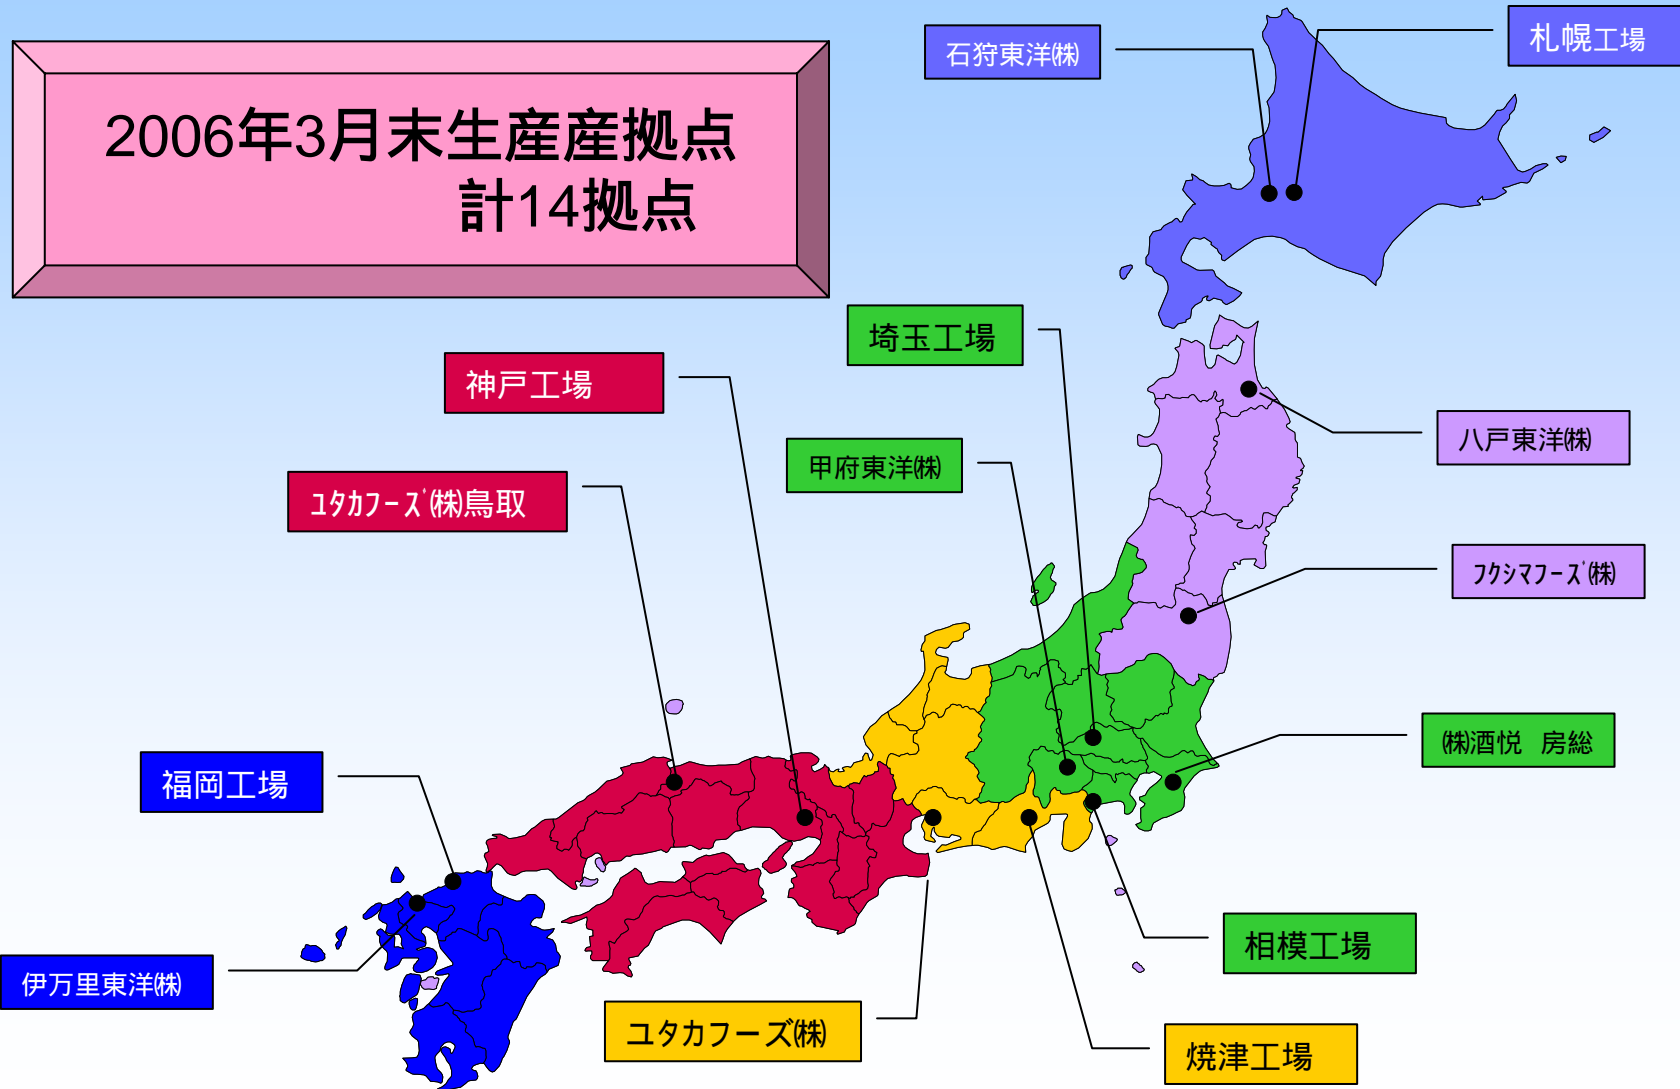 2006年3月末生産産拠点
計14拠点
石狩東洋㈱
札幌工場
埼玉工場
神戸工場
八戸東洋㈱
甲府東洋㈱
ﾕﾀｶﾌｰｽﾞ㈱鳥取
ﾌｸｼﾏﾌｰｽﾞ㈱
㈱酒悦 房総
福岡工場
相模工場
伊万里東洋㈱
ユタカフーズ㈱
焼津工場